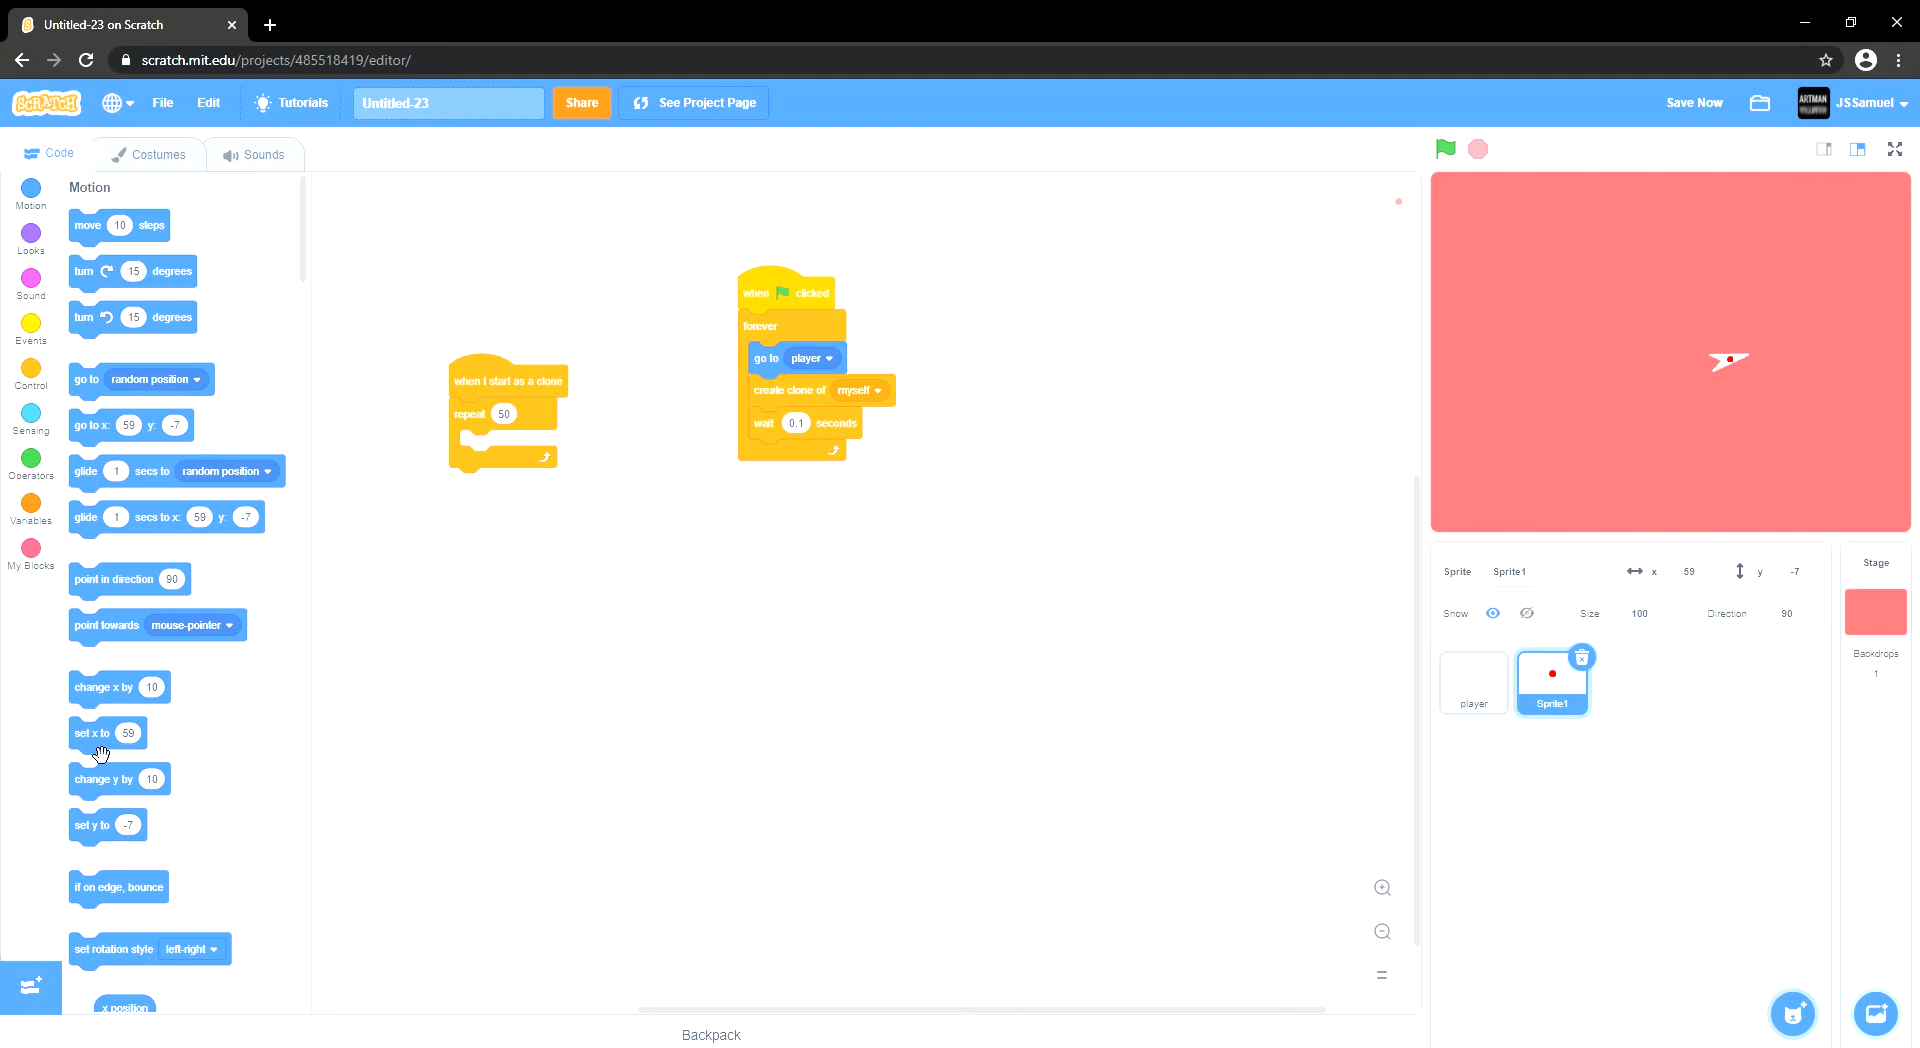 Untitled-23 on Scratch
scratch.mit.edu/projects/485518419/editor/
SCRATCH File Edit Tutorials Untitled-23 Share See Project Page Save Now ARTMAN JSSamuel
Code Costumes Sounds
Motion
Looks
Sound
Events
Control
Sensing
Operators
Variables
My Blocks
Motion
move 10 steps
turn 15 degrees
turn 15 degrees
go to random position
go to x: 59 y: -7
glide 1 secs to random position
glide 1 secs to x: 59 y: -7
point in direction 90
point towards mouse-pointer
change x by 10
set x to 59
change y by 10
set y to -7
if on edge, bounce
set rotation style left-right
x position
when I start as a clone
repeat 50
when clicked
forever
go to player
create clone of myself
wait 0.1 seconds
Backpack
Sprite Sprite1 x 59 y -7
Show Size 100 Direction 90
player
Sprite1
Stage
Backdrops
1